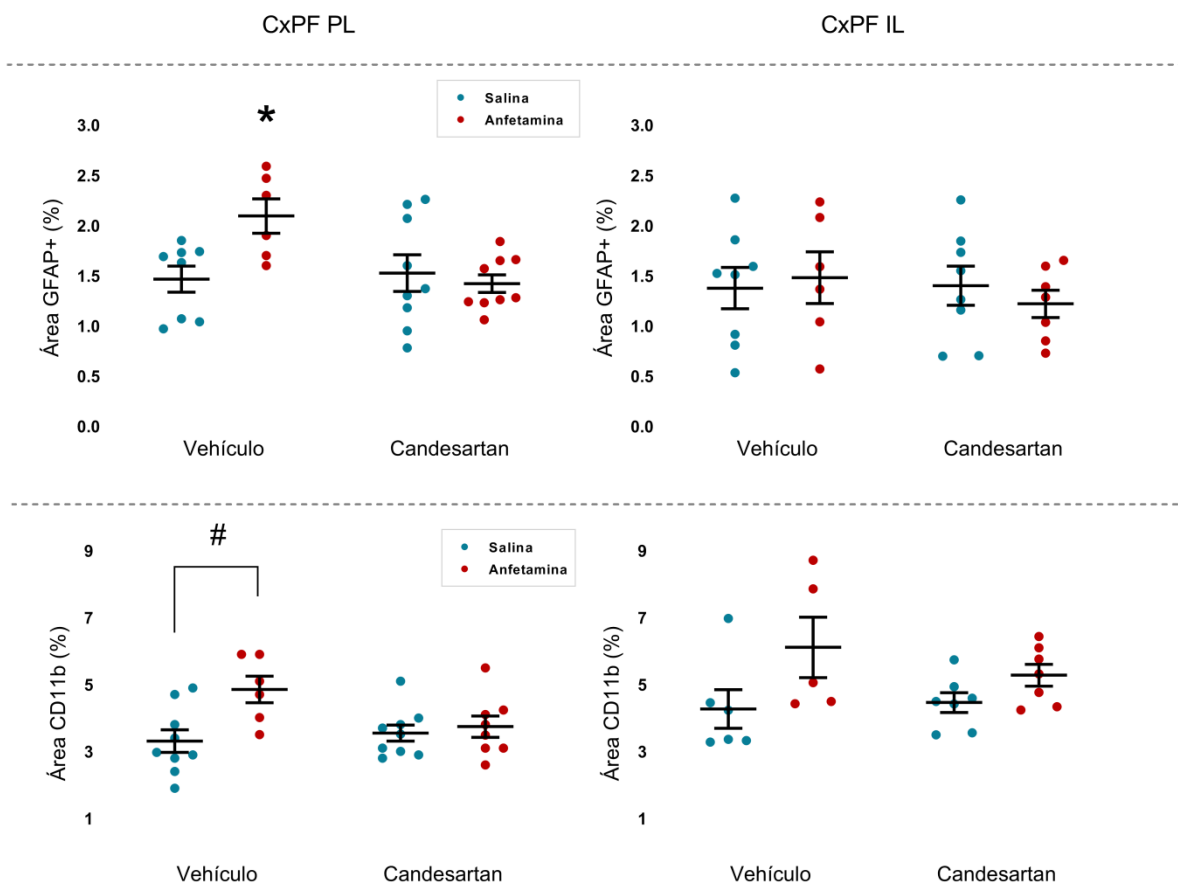 CxPF PL
CxPF IL
Salina
Anfetamina
*
Área GFAP+ (%)
3.0
2.5
2.0
1.5
1.0
0.5
0.0
Vehículo
Candesartan
Área GFAP+ (%)
3.0
2.5
2.0
1.5
1.0
0.5
0.0
Vehículo
Candesartan
Salina
Anfetamina
#
Área CD11b (%)
9
7
5
3
1
Vehículo
Candesartan
Área CD11b (%)
9
7
5
3
1
Vehículo
Candesartan